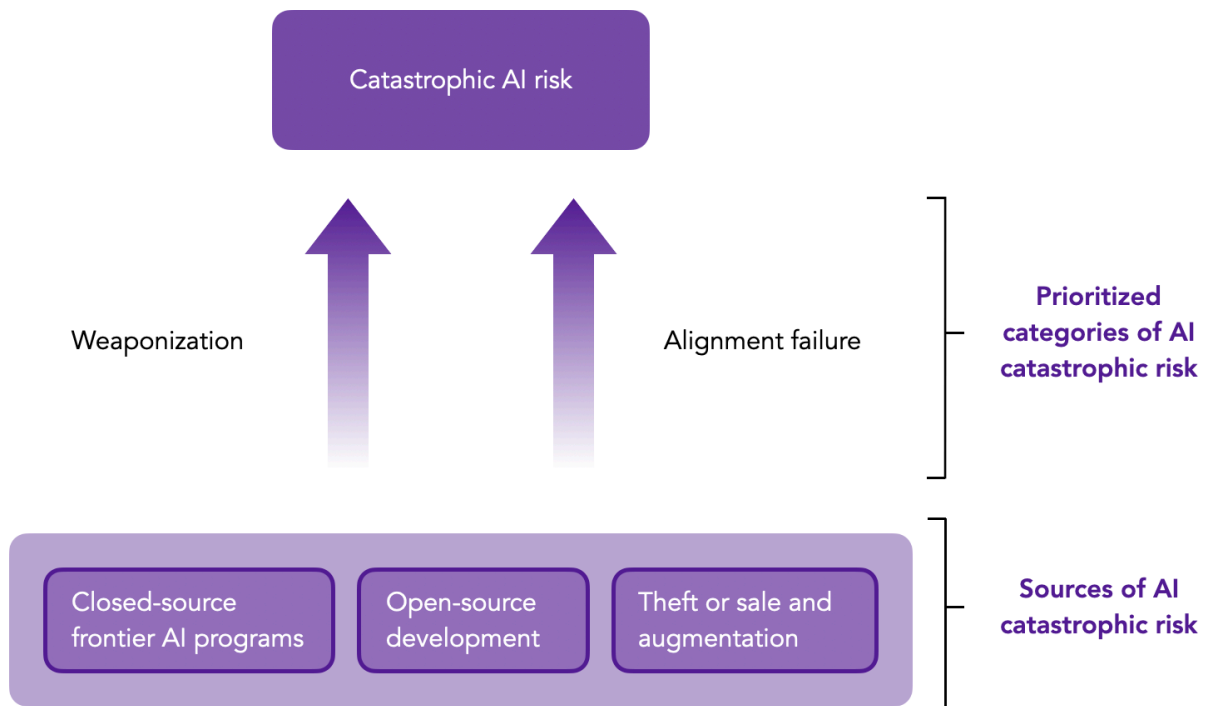 Catastrophic AI risk
Weaponization
Alignment failure
Prioritized
categories of AI
catastrophic risk
Closed-source
frontier AI programs
Open-source
development
Theft or sale and
augmentation
Sources of AI
catastrophic risk